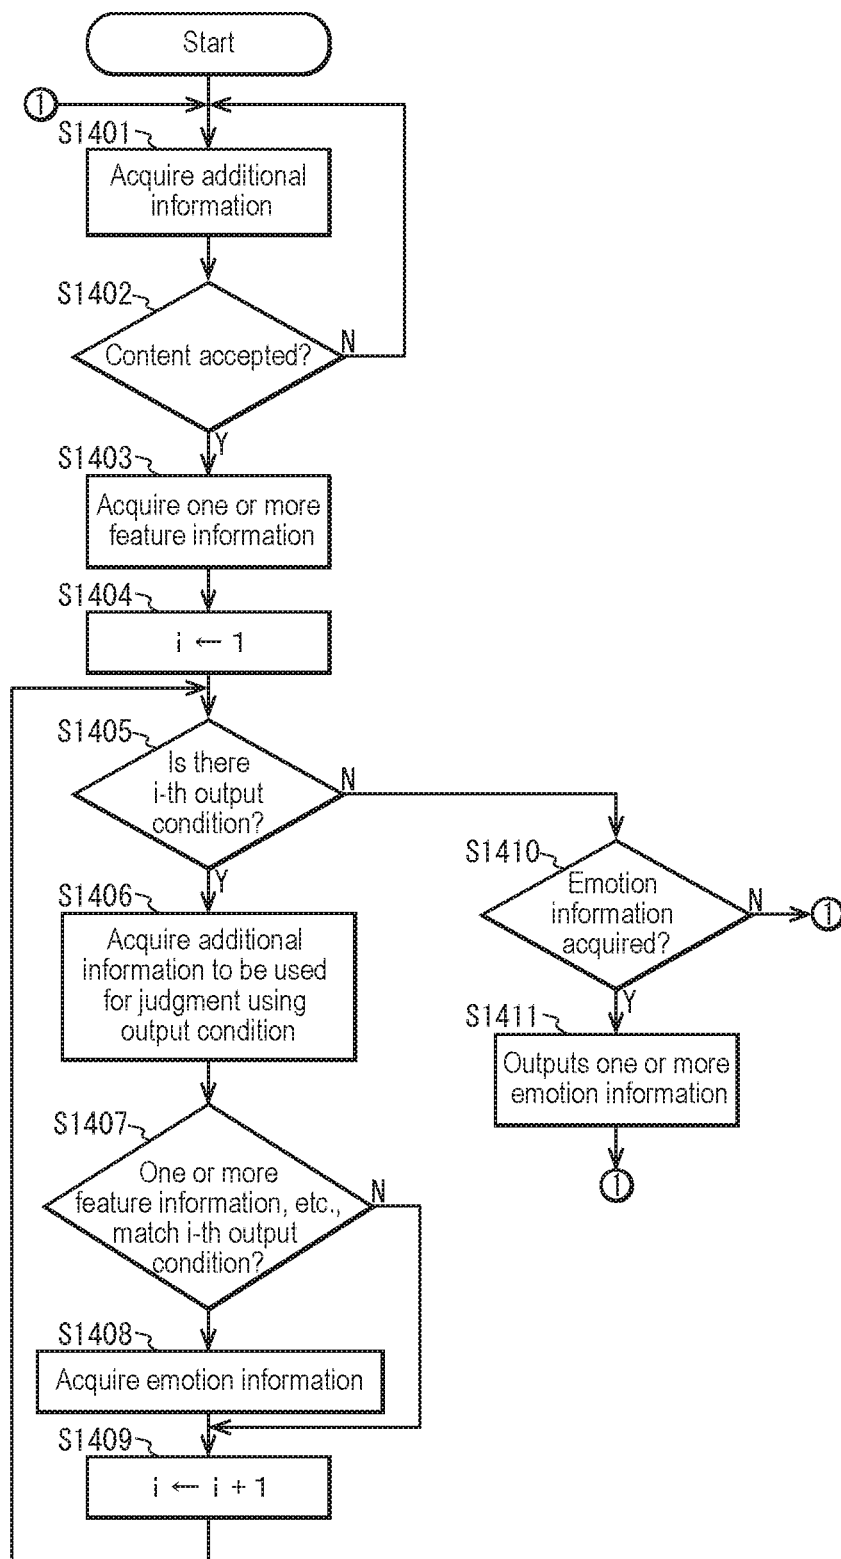 Start
1
S1401
Acquire additional
information
S1402
Content accepted?
N
Y
S1403
Acquire one or more
feature information
S1404
i ← 1
S1405
Is there
i-th output
condition?
N
Y
S1406
Acquire additional
information to be used
for judgment using
output condition
S1407
One or more
feature information, etc.,
match i-th output
condition?
N
S1408
Acquire emotion information
S1409
i ← i + 1
S1410
Emotion
information
acquired?
N
1
Y
S1411
Outputs one or more
emotion information
1